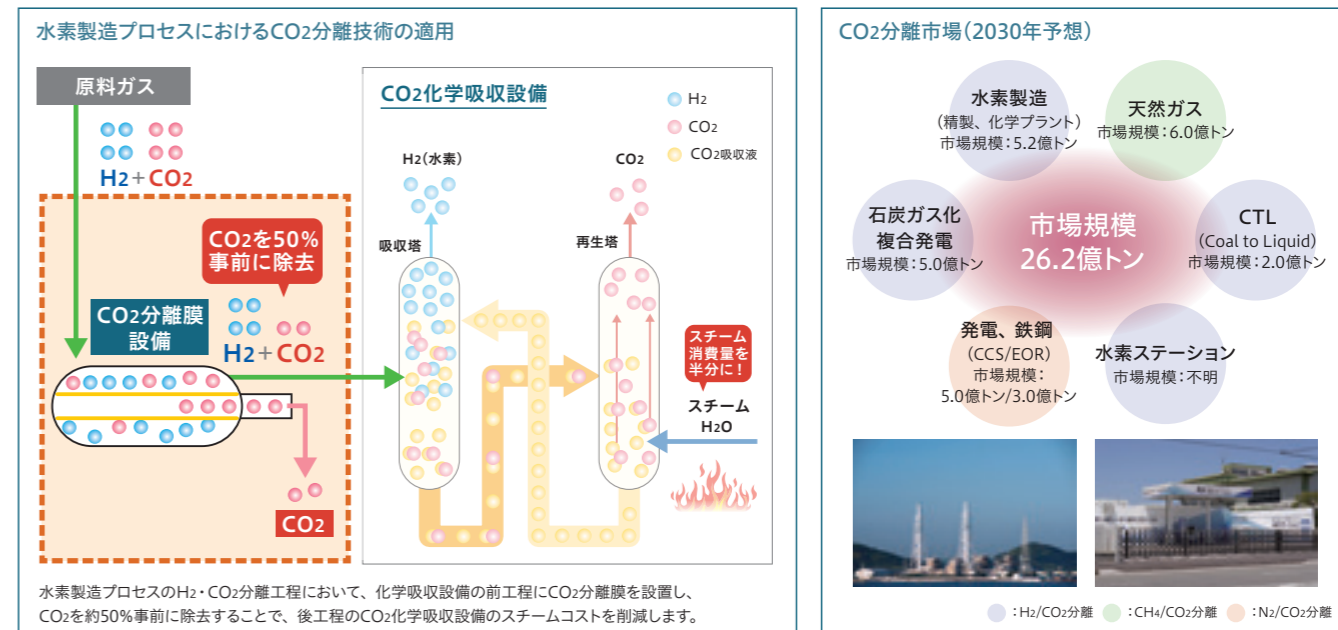 水素製造プロセスにおけるCO2分離技術の適用
原料ガス
H2+CO2
CO2を50%
事前に除去
CO2分離膜
設備
H2+CO2
CO2
CO2化学吸収設備
H2
CO2
CO2吸収液
H2(水素)
CO2
吸収塔
再生塔
スチーム
消費量を
半分に!
スチーム
H2O
水素製造プロセスのH2・CO2分離工程において、化学吸収設備の前工程にCO2分離膜を設置し、
CO2を約50%事前に除去することで、後工程のCO2化学吸収設備のスチームコストを削減します。
CO2分離市場(2030年予想)
水素製造
(精製、化学プラント)
市場規模:5.2億トン
天然ガス
市場規模:6.0億トン
石炭ガス化
複合発電
市場規模:5.0億トン
市場規模
26.2億トン
CTL
(Coal to Liquid)
市場規模:2.0億トン
発電、鉄鋼
(CCS/EOR)
市場規模:
5.0億トン/3.0億トン
水素ステーション
市場規模:不明
:H2/CO2分離
:CH4/CO2分離
:N2/CO2分離